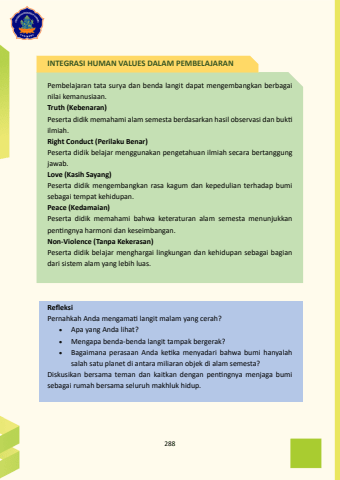 INTEGRASI HUMAN VALUES DALAM PEMBELAJARAN
Pembelajaran tata surya dan benda langit dapat mengembangkan berbagai
nilai kemanusiaan.
Truth (Kebenaran)
Peserta didik memahami alam semesta berdasarkan hasil observasi dan bukti
ilmiah.
Right Conduct (Perilaku Benar)
Peserta didik belajar menggunakan pengetahuan ilmiah secara bertanggung
jawab.
Love (Kasih Sayang)
Peserta didik mengembangkan rasa kagum dan kepedulian terhadap bumi
sebagai tempat kehidupan.
Peace (Kedamaian)
Peserta didik memahami bahwa keteraturan alam semesta menunjukkan
pentingnya harmoni dan keseimbangan.
Non-Violence (Tanpa Kekerasan)
Peserta didik belajar menghargai lingkungan dan kehidupan sebagai bagian
dari sistem alam yang lebih luas.
Refleksi
Pernahkah Anda mengamati langit malam yang cerah?
• Apa yang Anda lihat?
• Mengapa benda-benda langit tampak bergerak?
• Bagaimana perasaan Anda ketika menyadari bahwa bumi hanyalah
salah satu planet di antara miliaran objek di alam semesta?
Diskusikan bersama teman dan kaitkan dengan pentingnya menjaga bumi
sebagai rumah bersama seluruh makhluk hidup.
288